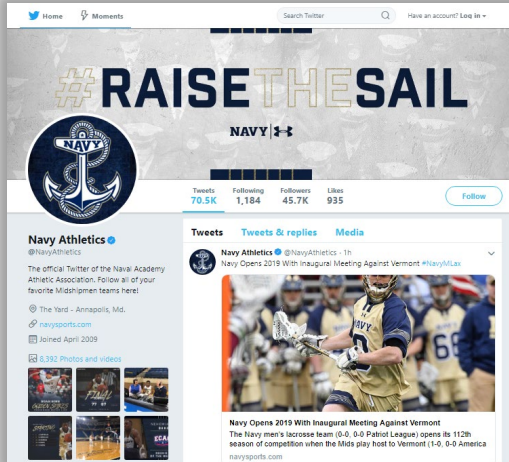 Home
Moments
Search Twitter
Have an account? Log in
#RAISETHESAIL
NAVY
NAVY
Tweets
Following
Followers
Likes
70.5K
1,184
45.7K
935
Follow
Navy Athletics
@NavyAthletics
The official Twitter of the Naval Academy
Athletic Association. Follow all of your
favorite Midshipmen teams here!
The Yard - Annapolis, Md.
navysports.com
Joined April 2009
8,392 Photos and videos
FINAL
Tweets Tweets & replies Media
Navy Athletics @NavyAthletics · 1h
Navy Opens 2019 With Inaugural Meeting Against Vermont #NavyMLax
NAVY
66
Navy Opens 2019 With Inaugural Meeting Against Vermont
The Navy men's lacrosse team (0-0, 0-0 Patriot League) opens its 112th
season of competition when the Mids play host to Vermont (1-0, 0-0 America
navysports.com